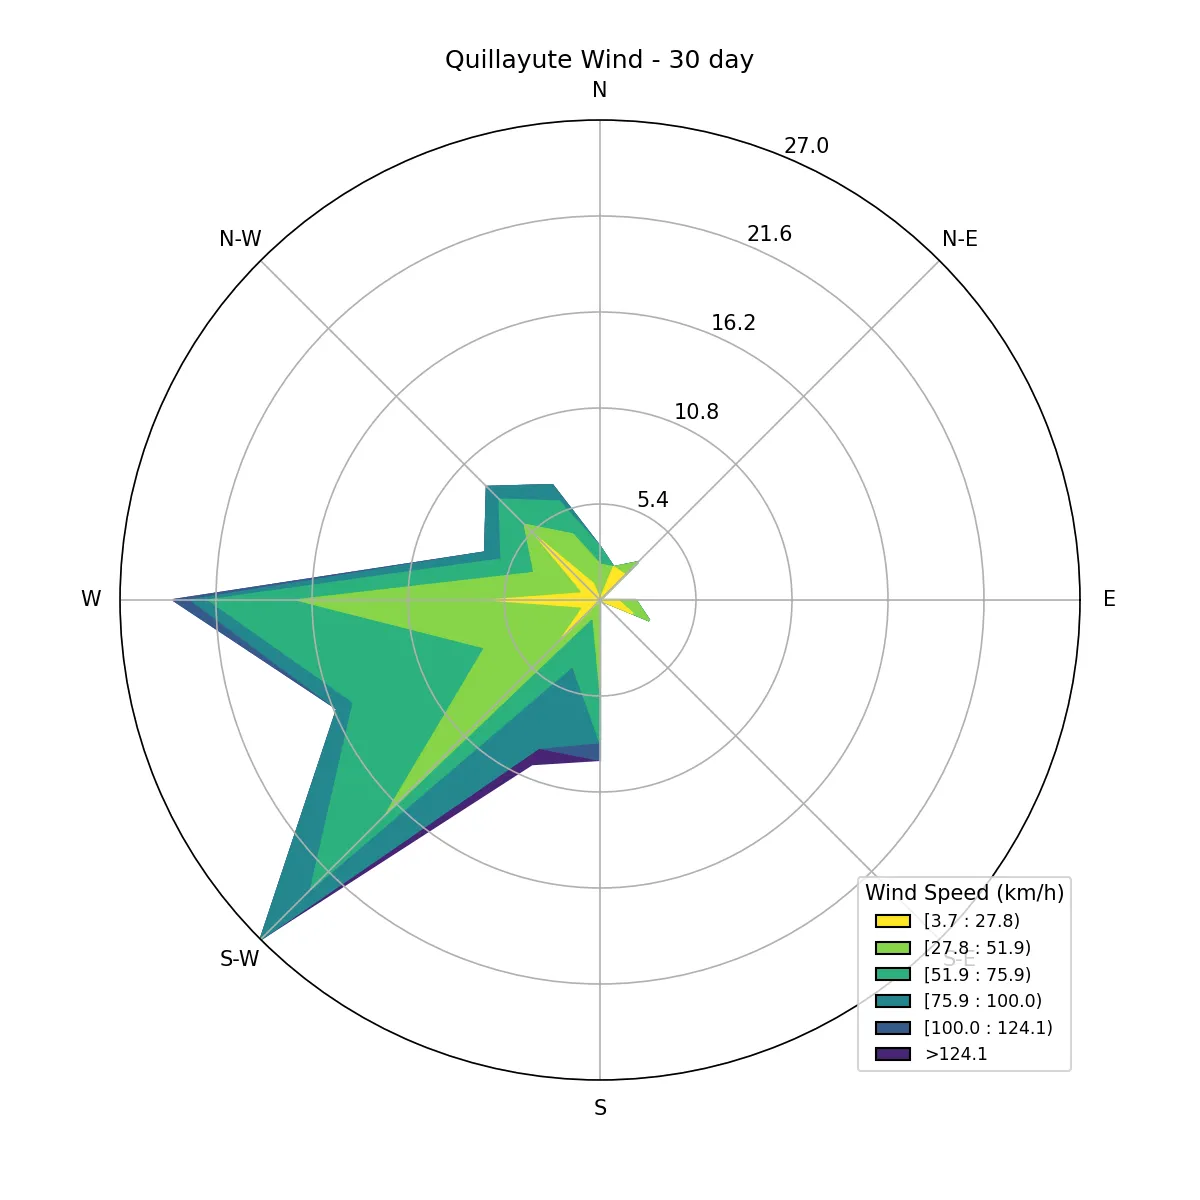 Quillayute Wind - 30 day
N
27.0
N-W
N-E
21.6
16.2
10.8
5.4
W
E
Wind Speed (km/h)
[3.7 : 27.8)
[27.8 : 51.9)
S-W
S-E
[51.9 : 75.9)
[75.9 : 100.0)
[100.0 : 124.1)
>124.1
S